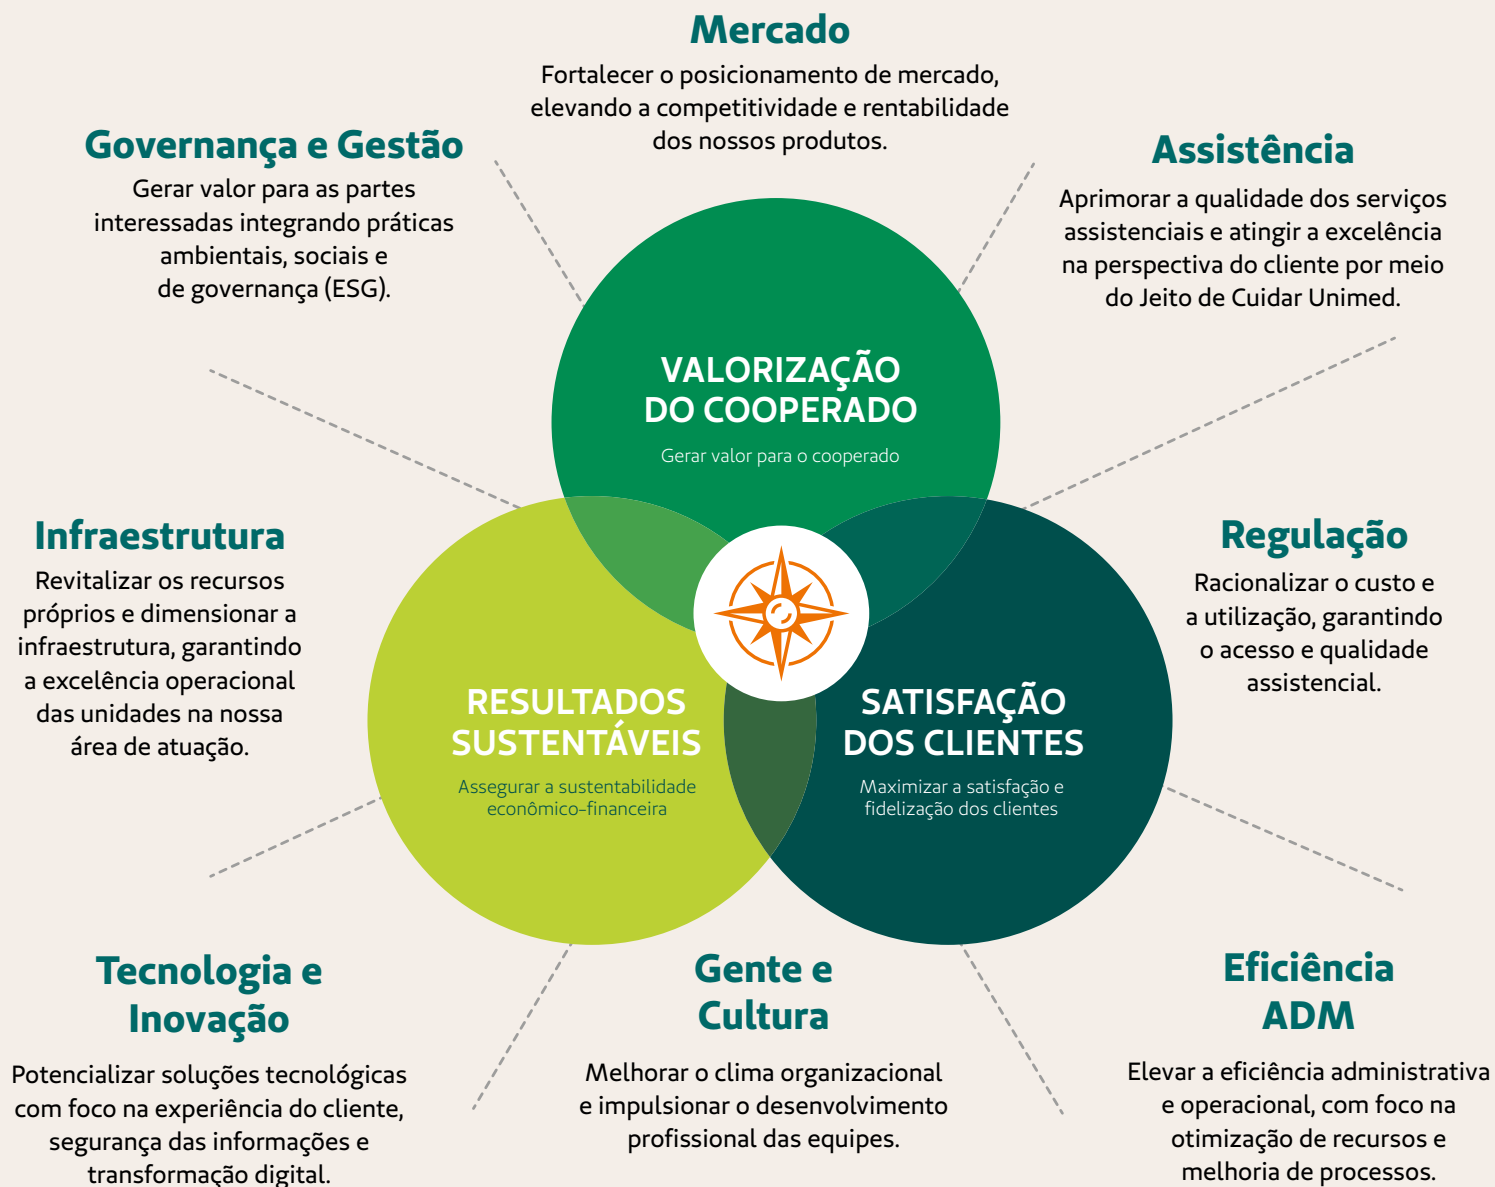 Mercado
Fortalecer o posicionamento de mercado,
elevando a competitividade e rentabilidade
dos nossos produtos.
Governança e Gestão
Gerar valor para as partes
interessadas integrando práticas
ambientais, sociais e
de governança (ESG).
Assistência
Aprimorar a qualidade dos serviços
assistenciais e atingir a excelência
na perspectiva do cliente por meio
do Jeito de Cuidar Unimed.
VALORIZAÇÃO
DO COOPERADO
Gerar valor para o cooperado
Infraestrutura
Revitalizar os recursos
próprios e dimensionar a
infraestrutura, garantindo
a excelência operacional
das unidades na nossa
área de atuação.
Regulação
Racionalizar o custo e
a utilização, garantindo
o acesso e qualidade
assistencial.
RESULTADOS
SUSTENTÁVEIS
Assegurar a sustentabilidade
econômico-financeira
SATISFAÇÃO
DOS CLIENTES
Maximizar a satisfação e
fidelização dos clientes
Tecnologia e
Inovação
Potencializar soluções tecnológicas
com foco na experiência do cliente,
segurança das informações e
transformação digital.
Gente e
Cultura
Melhorar o clima organizacional
e impulsionar o desenvolvimento
profissional das equipes.
Eficiência
ADM
Elevar a eficiência administrativa
e operacional, com foco na
otimização de recursos e
melhoria de processos.